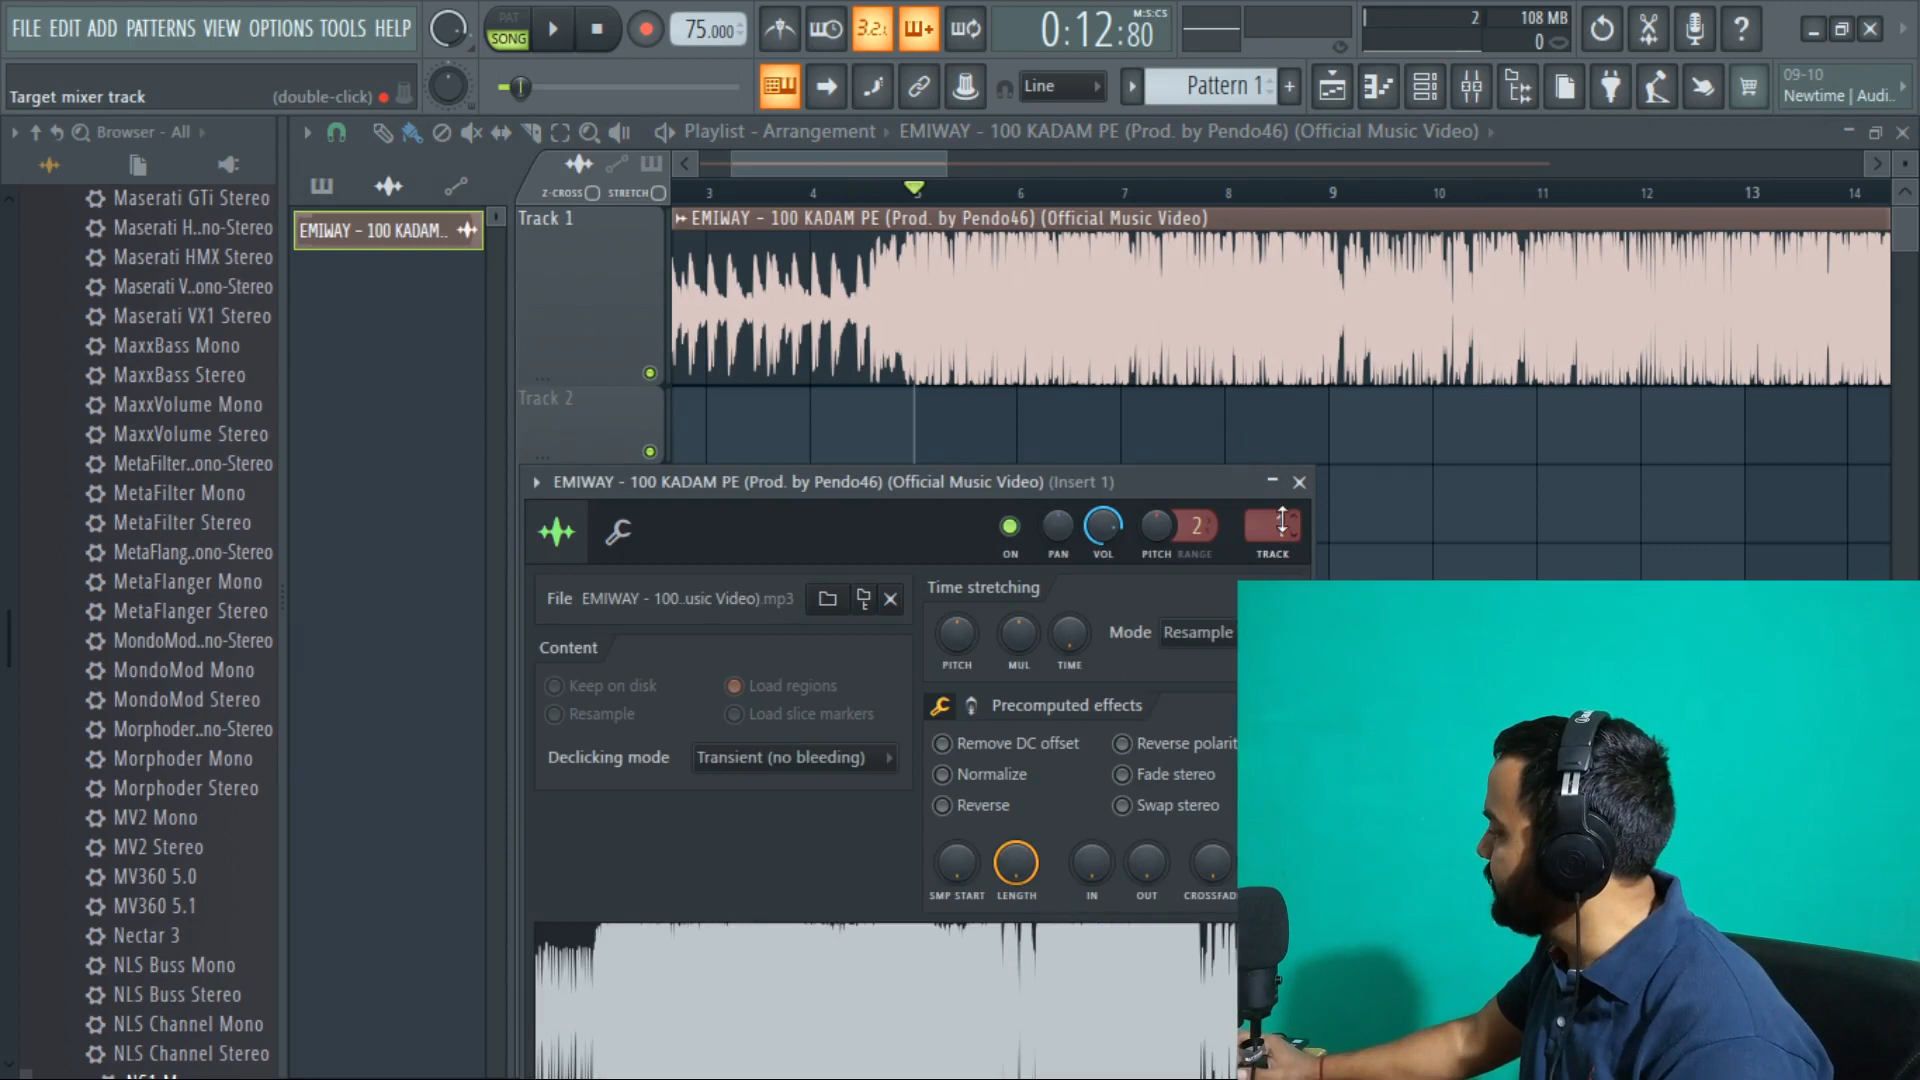 FILE EDIT ADD PATTERNS VIEW OPTIONS TOOLS HELP
PAT
SONG
75.000
3.2.
0:12:80
M:S:CS
2
108 MB
0
Target mixer track
(double-click)
Line
Pattern 1
09-10
Newtime | Audi..
Browser - All
Playlist - Arrangement
EMIWAY - 100 KADAM PE (Prod. by Pendo46) (Official Music Video)
Z-CROSS
STRETCH
3 4 5 6 7 8 9 10 11 12 13 14
Maserati GTi Stereo
Maserati H..no-Stereo
Maserati HMX Stereo
Maserati V..ono-Stereo
Maserati VX1 Stereo
MaxxBass Mono
MaxxBass Stereo
MaxxVolume Mono
MaxxVolume Stereo
MetaFilter..ono-Stereo
MetaFilter Mono
MetaFilter Stereo
MetaFlang..ono-Stereo
MetaFlanger Mono
MetaFlanger Stereo
MondoMod..no-Stereo
MondoMod Mono
MondoMod Stereo
Morphoder..no-Stereo
Morphoder Mono
Morphoder Stereo
MV2 Mono
MV2 Stereo
MV360 5.0
MV360 5.1
Nectar 3
NLS Buss Mono
NLS Buss Stereo
NLS Channel Mono
NLS Channel Stereo
EMIWAY - 100 KADAM..
Track 1
EMIWAY - 100 KADAM PE (Prod. by Pendo46) (Official Music Video)
Track 2
EMIWAY - 100 KADAM PE (Prod. by Pendo46) (Official Music Video) (Insert 1)
2
ON
PAN
VOL
PITCH
RANGE
TRACK
File
EMIWAY - 100..usic Video).mp3
Time stretching
PITCH
MUL
TIME
Mode
Resample
Content
Keep on disk
Load regions
Resample
Load slice markers
Declicking mode
Transient (no bleeding)
Precomputed effects
Remove DC offset
Reverse polarit
Normalize
Fade stereo
Reverse
Swap stereo
SMP START
LENGTH
IN
OUT
CROSSFAD